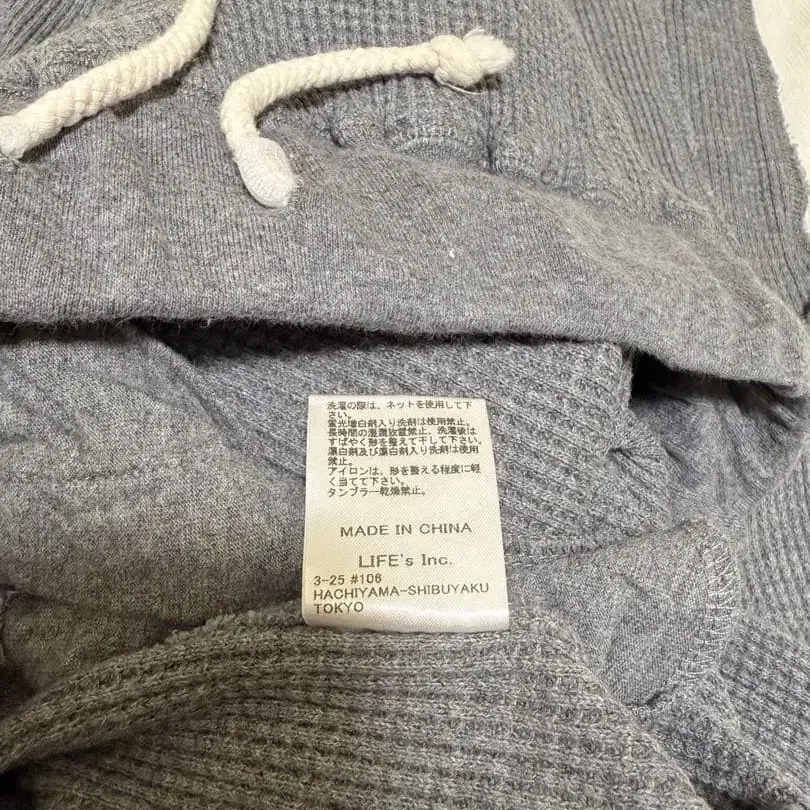 洗濯の際は、ネットを使用して下
さい。
蛍光増白剤入り洗剤は使用禁止。
長時間の浸漬放置禁止、洗濯後は
すばやく形を整えて干して下さい。
漂白剤及び漂白剤入り洗剤は使用
禁止。
アイロンは、形を整える程度に軽
く当てて下さい。
タンブラー乾燥禁止。
MADE IN CHINA
LIFE's Inc.
3-25 #106
HACHIYAMA-SHIBUYAKU
TOKYO